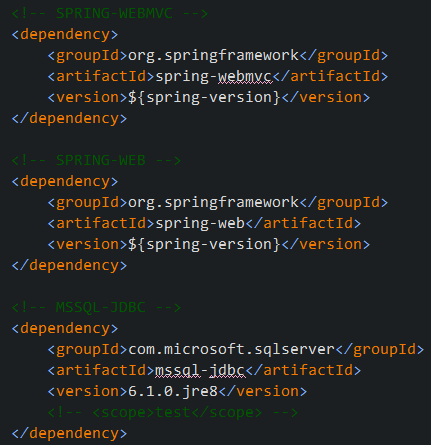 <!-- SPRING-WEBMVC -->
<dependency>
    <groupId>org.springframework</groupId>
    <artifactId>spring-webmvc</artifactId>
    <version>${spring-version}</version>
</dependency>

<!-- SPRING-WEB -->
<dependency>
    <groupId>org.springframework</groupId>
    <artifactId>spring-web</artifactId>
    <version>${spring-version}</version>
</dependency>

<!-- MSSQL-JDBC -->
<dependency>
    <groupId>com.microsoft.sqlserver</groupId>
    <artifactId>mssql-jdbc</artifactId>
    <version>6.1.0.jre8</version>
    <!-- <scope>test</scope> -->
</dependency>